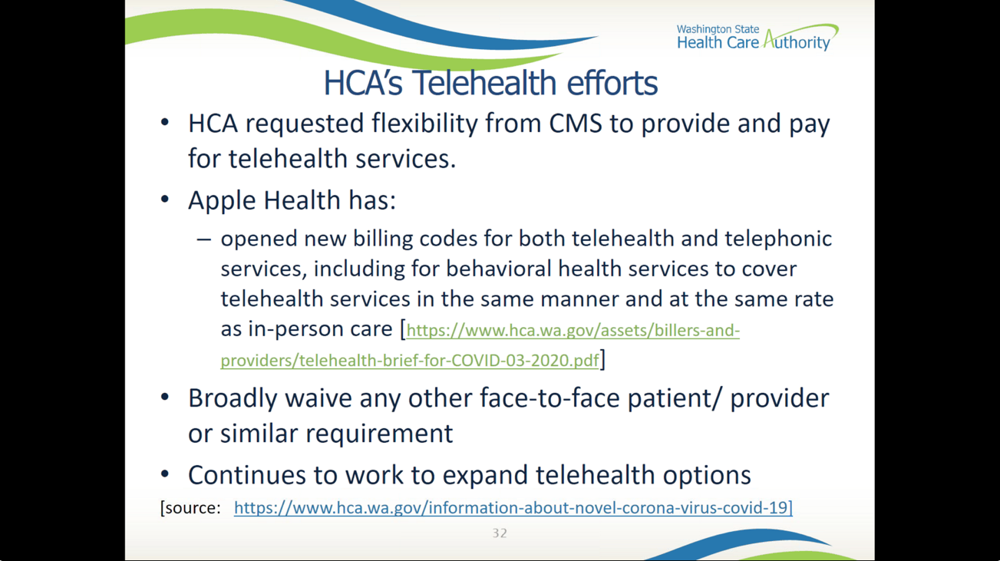 Washington State
Health Care Authority
HCA's Telehealth efforts
• HCA requested flexibility from CMS to provide and pay
for telehealth services.
• Apple Health has:
– opened new billing codes for both telehealth and telephonic
services, including for behavioral health services to cover
telehealth services in the same manner and at the same rate
as in-person care [https://www.hca.wa.gov/assets/billers-and-
providers/telehealth-brief-for-COVID-03-2020.pdf]
• Broadly waive any other face-to-face patient/ provider
or similar requirement
• Continues to work to expand telehealth options
[source: https://www.hca.wa.gov/information-about-novel-corona-virus-covid-19]
32